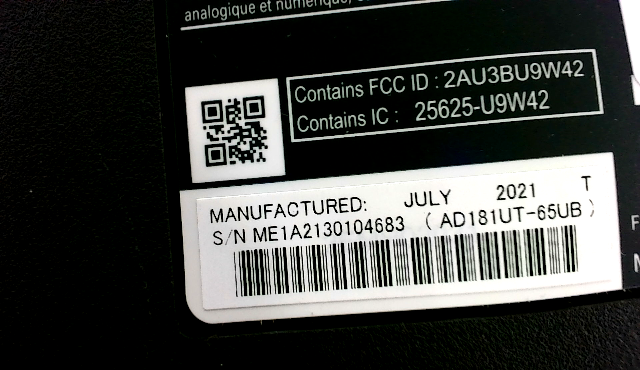 analogique et numérique,
Contains FCC ID : 2AU3BU9W42
Contains IC : 25625-U9W42
MANUFACTURED: JULY 2021 T
S/N ME1A2130104683 ( AD181UT-65UB )